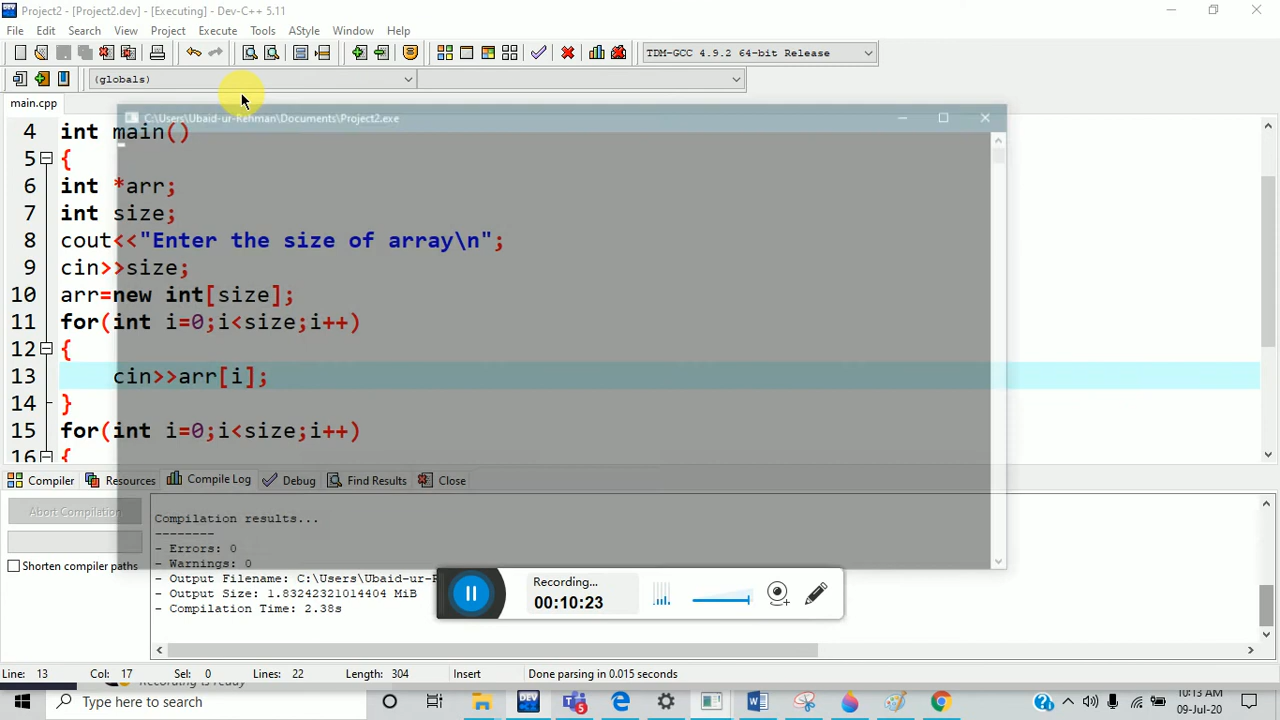 Project2 - [Project2.dev] - [Executing] - Dev-C++ 5.11
File Edit Search View Project Execute Tools AStyle Window Help
TDM-GCC 4.9.2 64-bit Release
(globals)
main.cpp
C:\Users\Ubaid-ur-Rehman\Documents\Project2.exe
4 int main()
5 {
6 int *arr;
7 int size;
8 cout<<"Enter the size of array\n";
9 cin>>size;
10 arr=new int[size];
11 for(int i=0;i<size;i++)
12 {
13 cin>>arr[i];
14 }
15 for(int i=0;i<size;i++)
16 {
Compiler Resources Compile Log Debug Find Results Close
Abort Compilation
Compilation results...
--------
- Errors: 0
- Warnings: 0
Shorten compiler paths
- Output Filename: C:\Users\Ubaid-ur-R
- Output Size: 1.83242321014404 MiB
- Compilation Time: 2.38s
Recording...
00:10:23
Line: 13 Col: 17 Sel: 0 Lines: 22 Length: 304 Insert Done parsing in 0.015 seconds
Recording is ready
Type here to search
DEV
5
10:13 AM
09-Jul-20